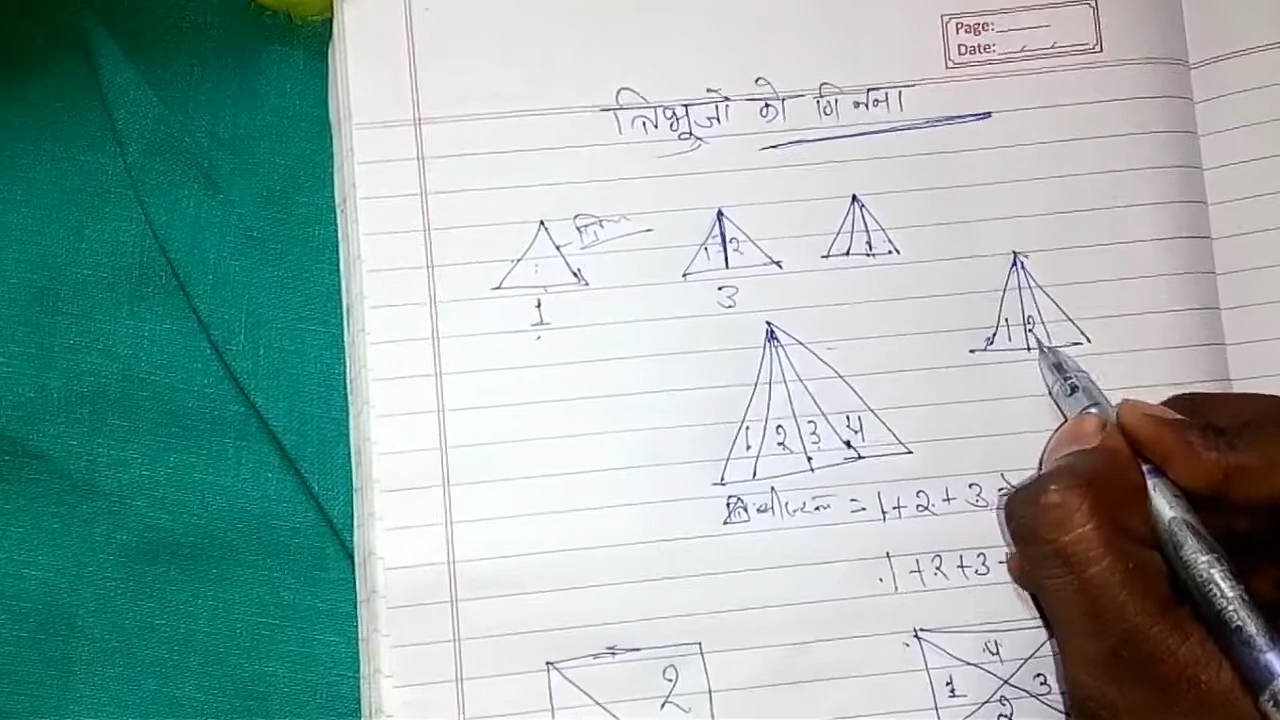 Page:
Date:
त्रिभूजों को गिनना
1 2
1 3
1 2
1 2 3 4
= 1+2+3
1+2+3+
2
4
1 3
2